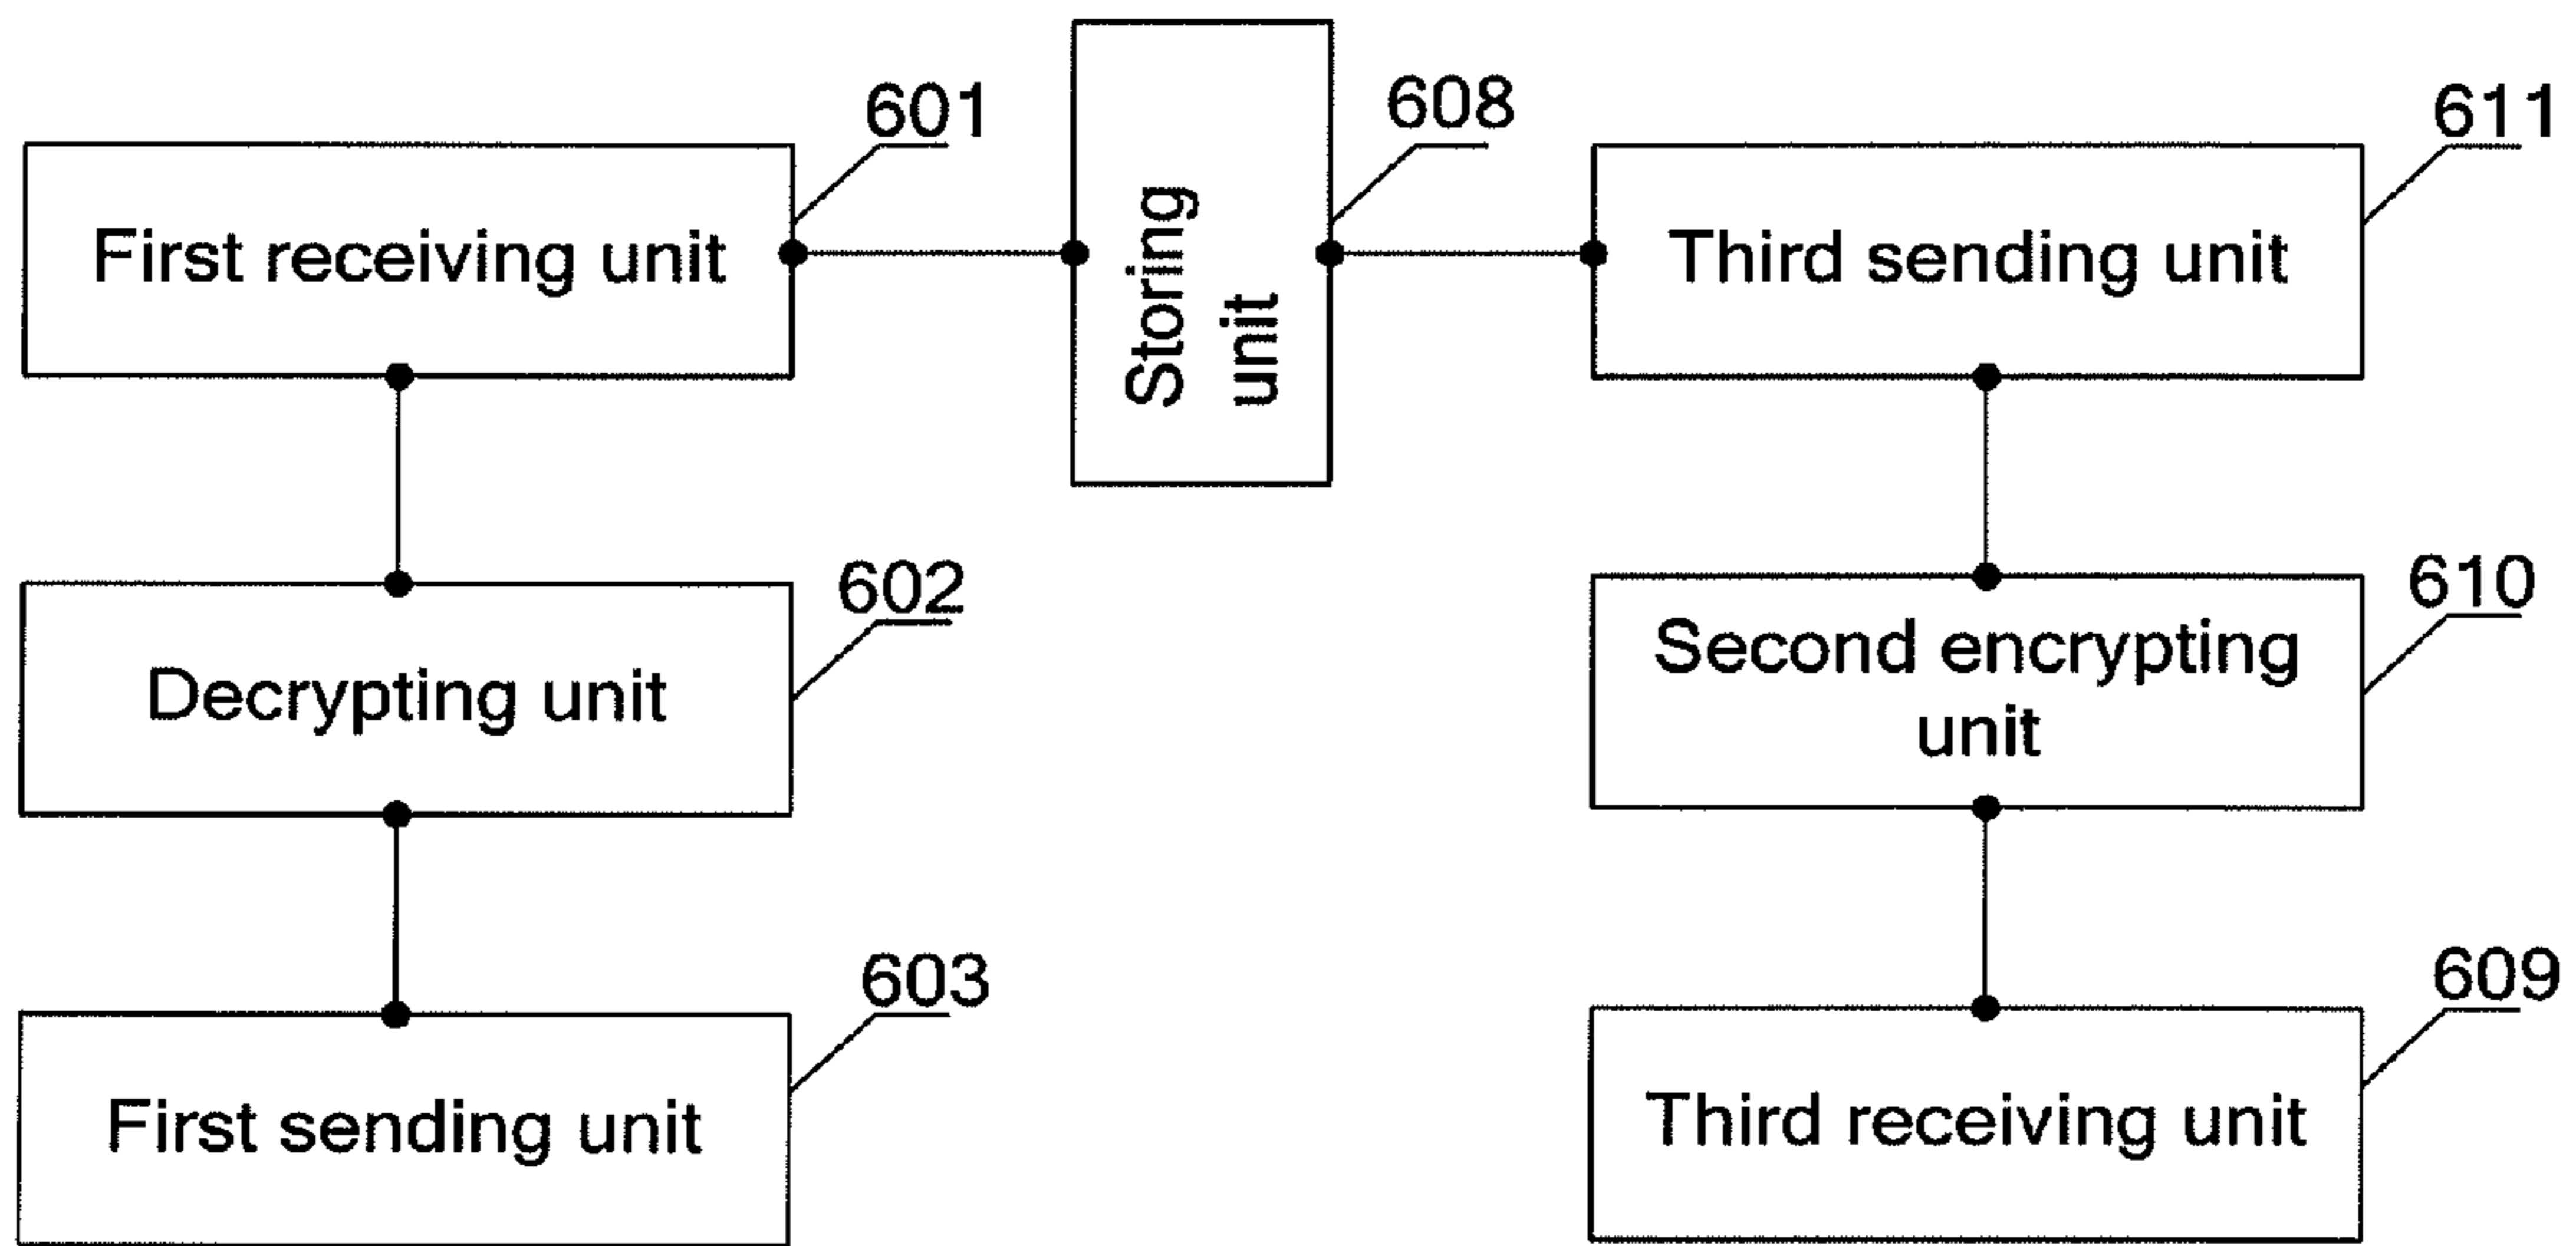 601
First receiving unit
Storing
unit
608
611
Third sending unit
602
Decrypting unit
610
Second encrypting
unit
603
First sending unit
609
Third receiving unit